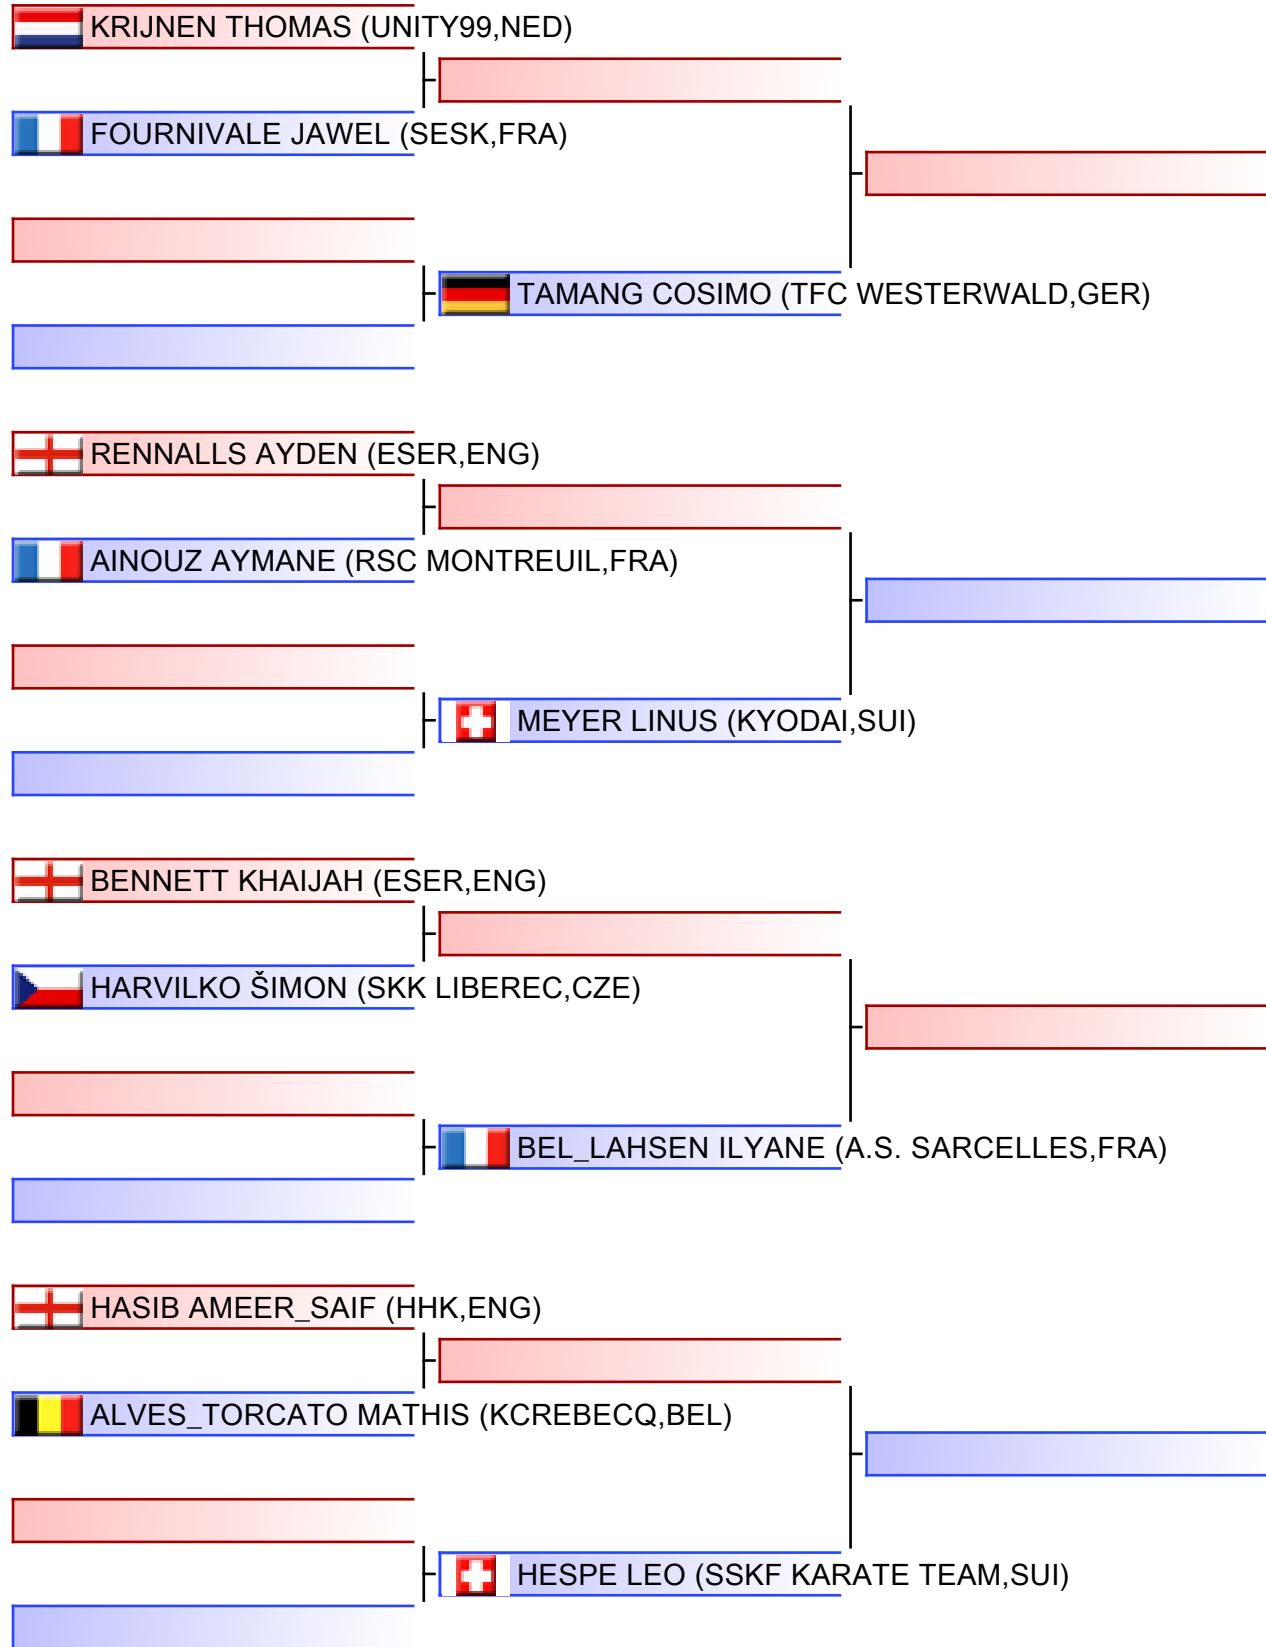 KRIJNEN THOMAS (UNITY99,NED)
FOURNIVALE JAWEL (SESK,FRA)
TAMANG COSIMO (TFC WESTERWALD,GER)
RENNALLS AYDEN (ESER,ENG)
AINOUZ AYMANE (RSC MONTREUIL,FRA)
MEYER LINUS (KYODAI,SUI)
BENNETT KHAIJAH (ESER,ENG)
HARVILKO ŠIMON (SKK LIBEREC,CZE)
BEL_LAHSEN ILYANE (A.S. SARCELLES,FRA)
HASIB AMEER_SAIF (HHK,ENG)
ALVES_TORCATO MATHIS (KCREBECQ,BEL)
HESPE LEO (SSKF KARATE TEAM,SUI)